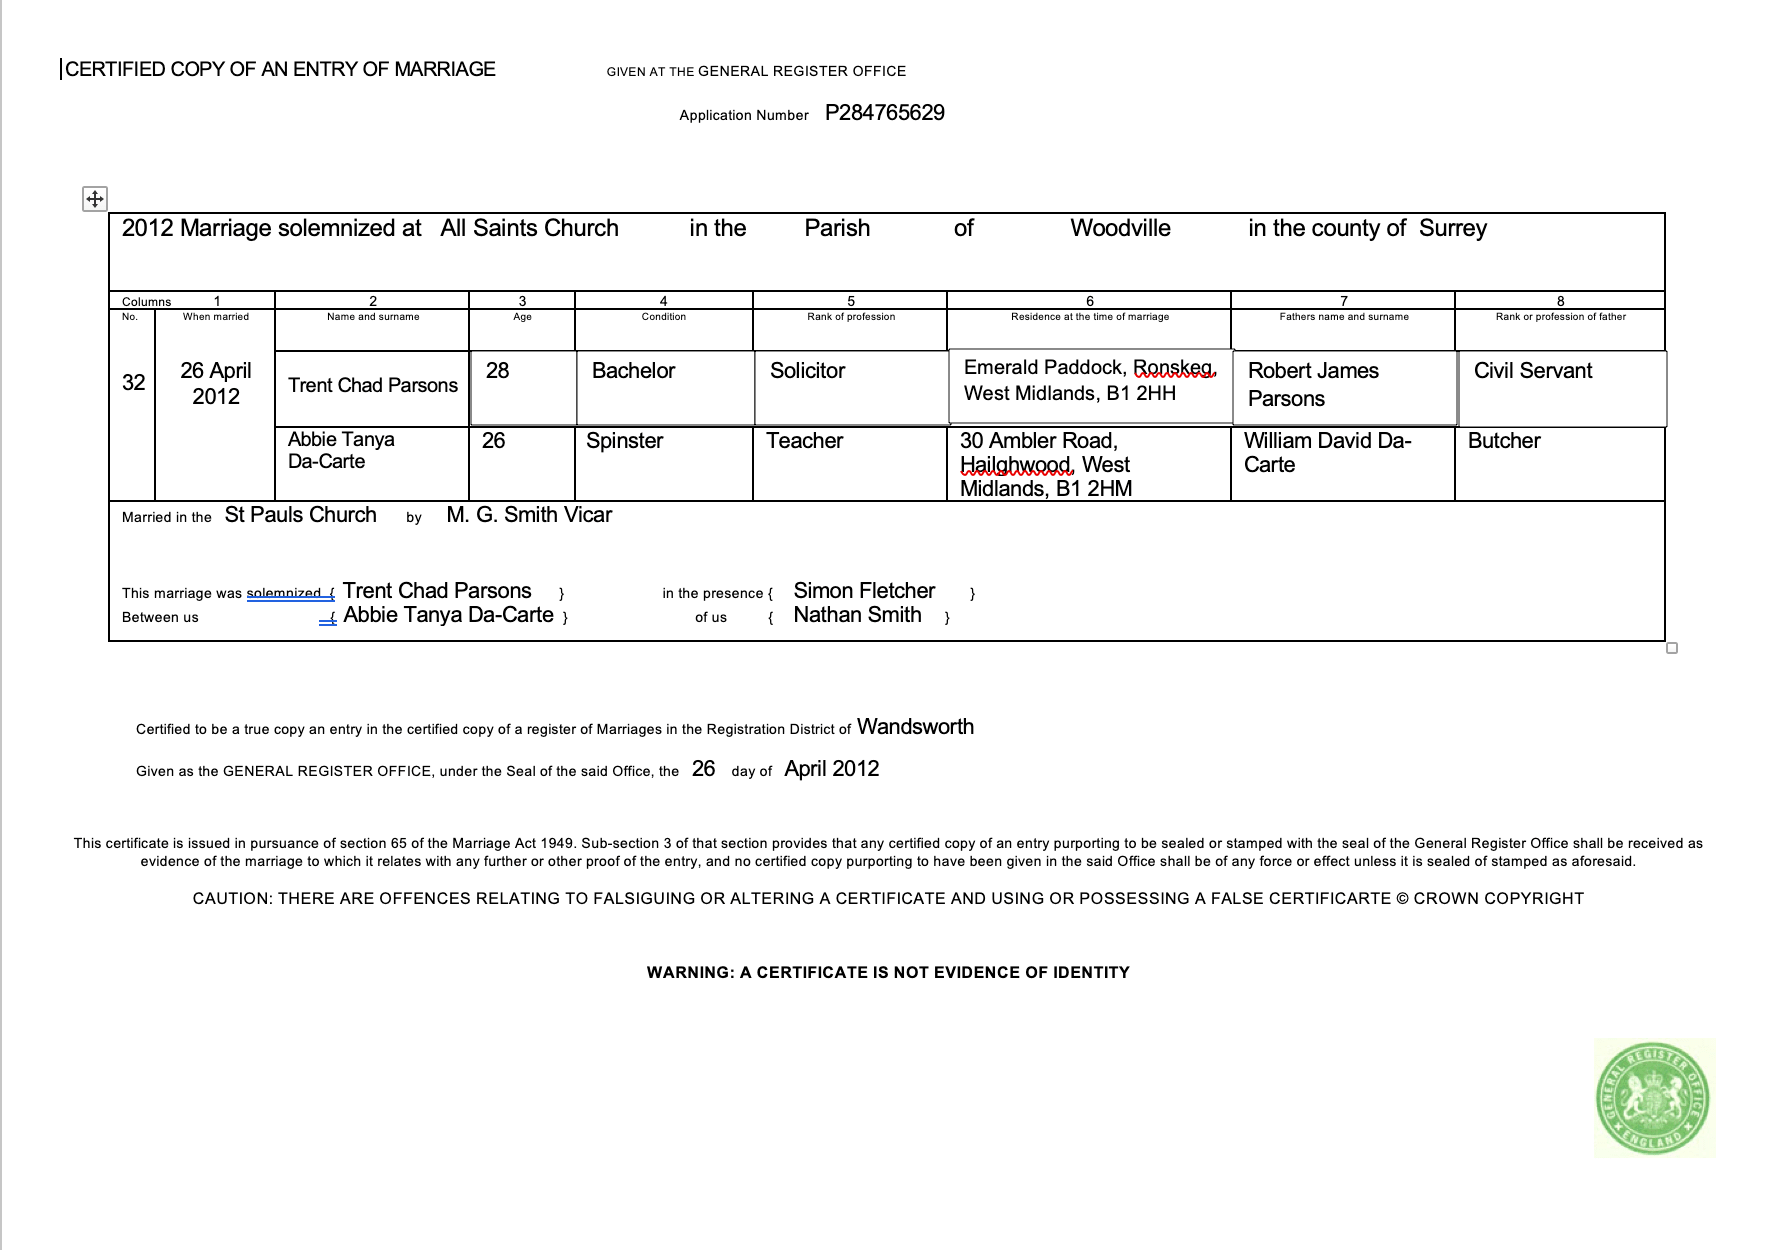 CERTIFIED COPY OF AN ENTRY OF MARRIAGE GIVEN AT THE GENERAL REGISTER OFFICE
Application Number P284765629
2012 Marriage solemnized at All Saints Church in the Parish of Woodville in the county of Surrey
Columns 1 2 3 4 5 6 7 8
No. When married Name and surname Age Condition Rank of profession Residence at the time of marriage Fathers name and surname Rank or profession of father
32
26 April
2012
Trent Chad Parsons
28
Bachelor
Solicitor
Emerald Paddock, Ronskeg,
West Midlands, B1 2HH
Robert James
Parsons
Civil Servant
Abbie Tanya
Da-Carte
26
Spinster
Teacher
30 Ambler Road,
Hailghwood, West
Midlands, B1 2HM
William David Da-
Carte
Butcher
Married in the St Pauls Church by M. G. Smith Vicar
This marriage was solemnized { Trent Chad Parsons } in the presence { Simon Fletcher }
Between us { Abbie Tanya Da-Carte } of us { Nathan Smith }
Certified to be a true copy an entry in the certified copy of a register of Marriages in the Registration District of Wandsworth
Given as the GENERAL REGISTER OFFICE, under the Seal of the said Office, the 26 day of April 2012
This certificate is issued in pursuance of section 65 of the Marriage Act 1949. Sub-section 3 of that section provides that any certified copy of an entry purporting to be sealed or stamped with the seal of the General Register Office shall be received as
evidence of the marriage to which it relates with any further or other proof of the entry, and no certified copy purporting to have been given in the said Office shall be of any force or effect unless it is sealed of stamped as aforesaid.
CAUTION: THERE ARE OFFENCES RELATING TO FALSIGUING OR ALTERING A CERTIFICATE AND USING OR POSSESSING A FALSE CERTIFICARTE © CROWN COPYRIGHT
WARNING: A CERTIFICATE IS NOT EVIDENCE OF IDENTITY
GENERAL REGISTER OFFICE
ENGLAND